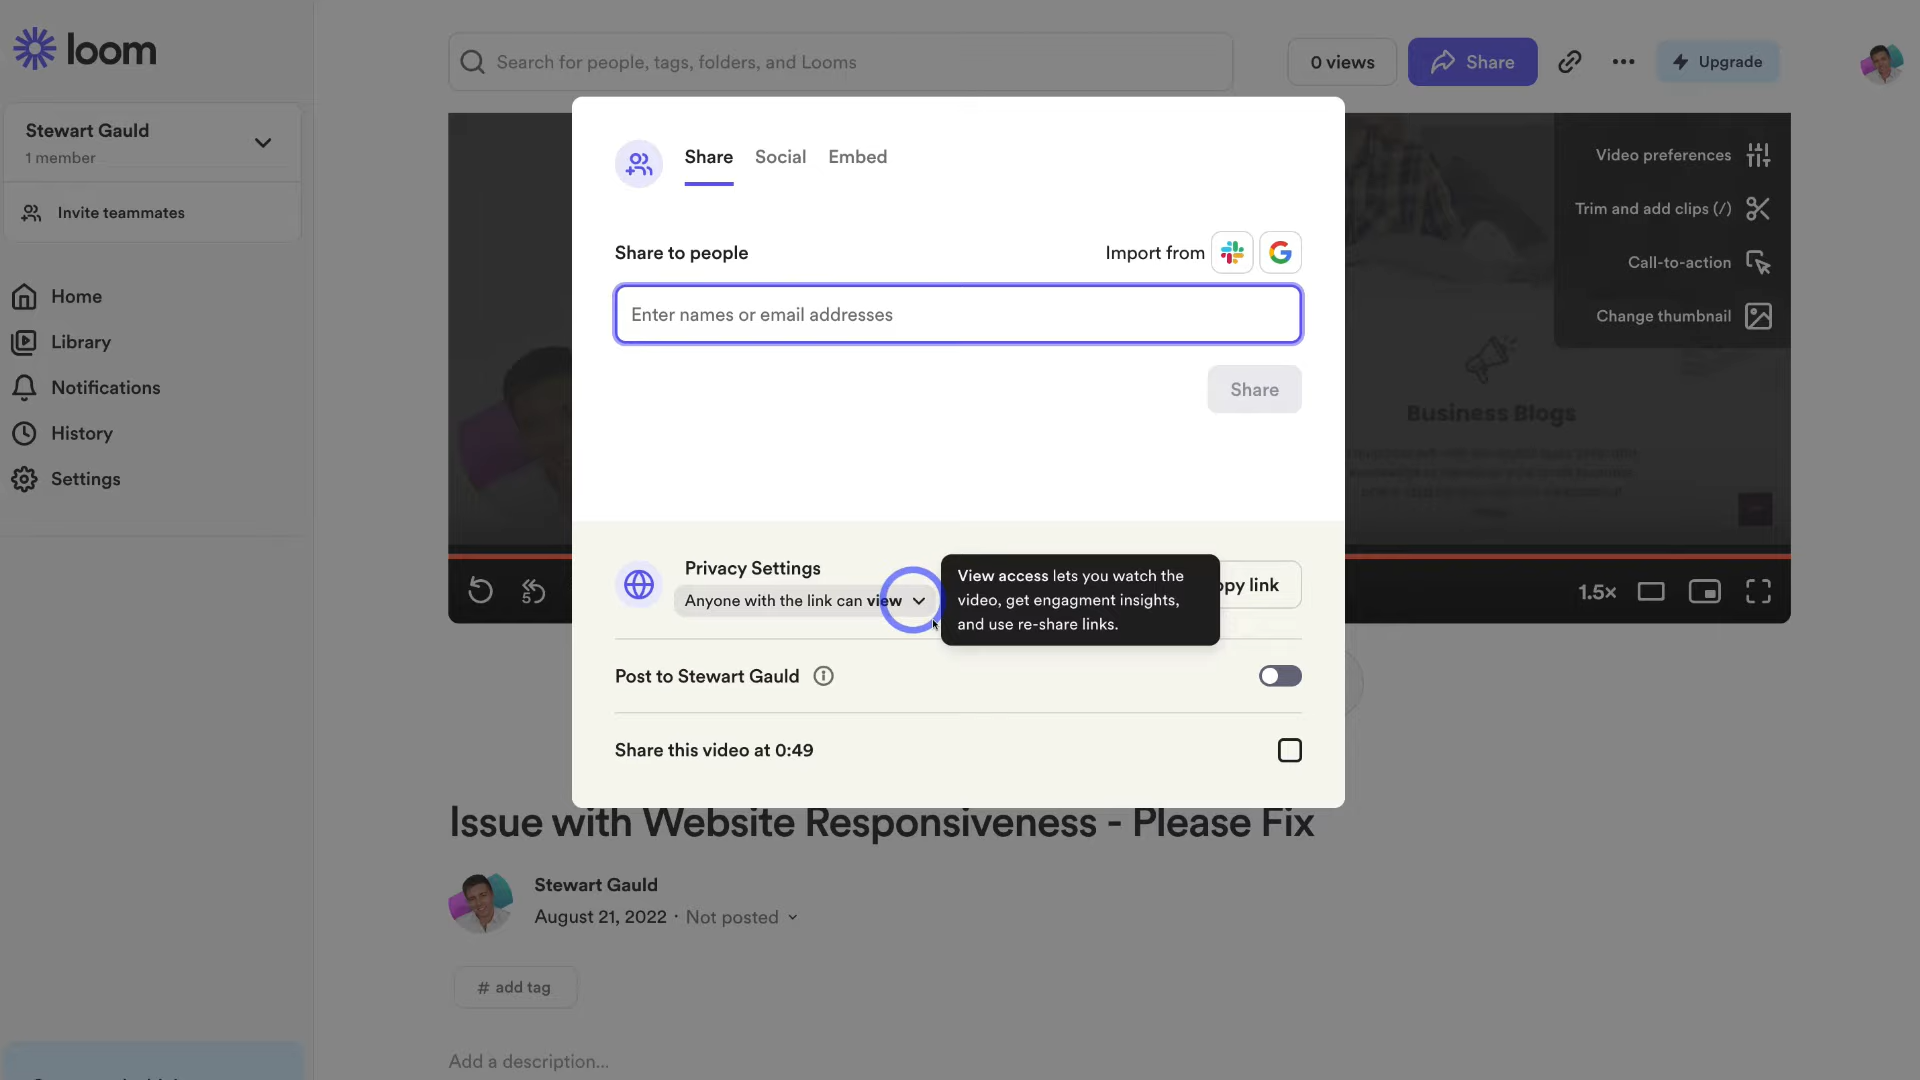 loom
Search for people, tags, folders, and Looms
0 views
Share
Upgrade
Stewart Gauld
1 member
Invite teammates
Home
Library
Notifications
History
Settings
Share Social Embed
Share to people
Import from
Enter names or email addresses
Share
Video preferences
Trim and add clips (/)
Call-to-action
Change thumbnail
Business Blogs
Privacy Settings
Anyone with the link can view
View access lets you watch the
video, get engagment insights,
and use re-share links.
py link
5
1.5×
Post to Stewart Gauld
Share this video at 0:49
Issue with Website Responsiveness - Please Fix
Stewart Gauld
August 21, 2022 · Not posted
# add tag
Add a description...